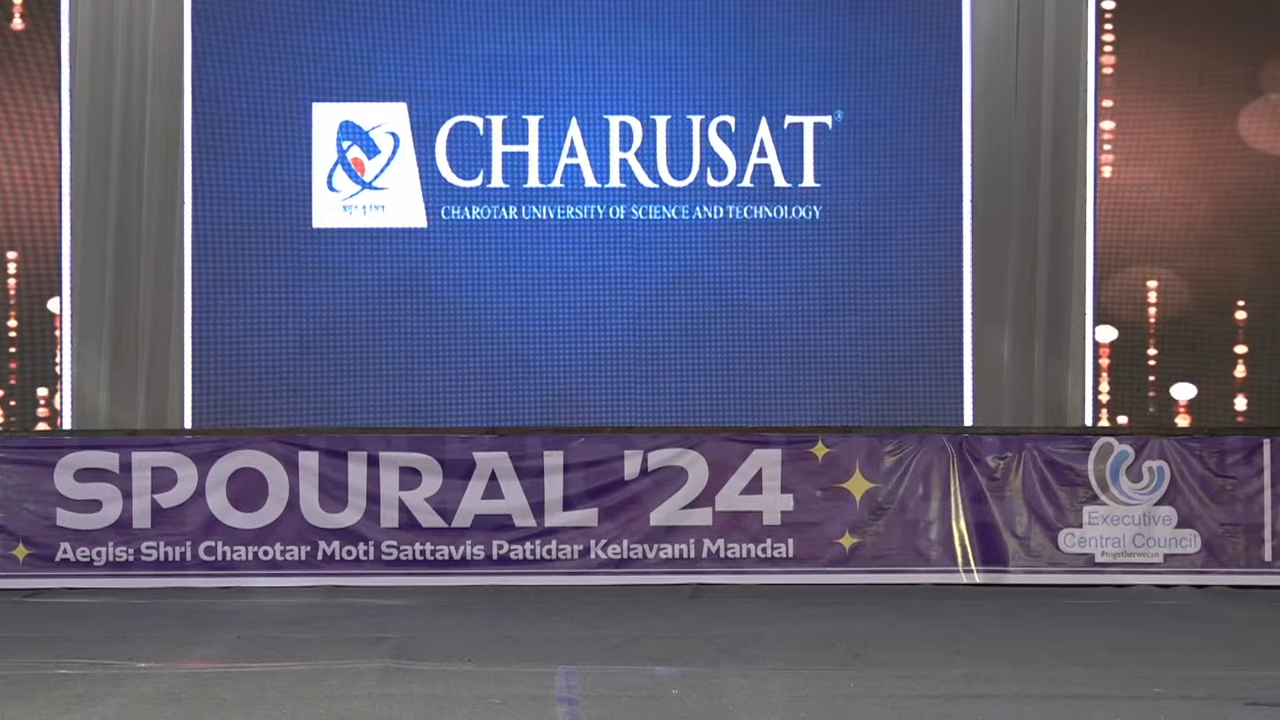 CHARUSAT®
CHAROTAR UNIVERSITY OF SCIENCE AND TECHNOLOGY
SPOURAL '24
Aegis: Shri Charotar Moti Sattavis Patidar Kelavani Mandal
Executive
Central Council
#togetherwecan